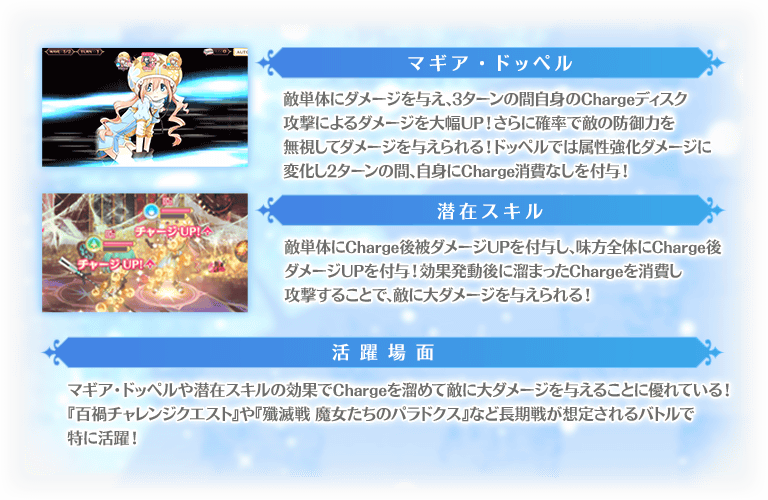 マギア・ドッペル
敵単体にダメージを与え、3ターンの間自身のChargeディスク
攻撃によるダメージを大幅UP！さらに確率で敵の防御力を
無視してダメージを与えられる！ドッペルでは属性強化ダメージに
変化し2ターンの間、自身にCharge消費なしを付与！
潜在スキル
チャージUP!
チャージUP!
敵単体にCharge後被ダメージUPを付与し、味方全体にCharge後
ダメージUPを付与！効果発動後に溜まったChargeを消費し
攻撃することで、敵に大ダメージを与えられる！
活躍場面
マギア・ドッペルや潜在スキルの効果でChargeを溜めて敵に大ダメージを与えることに優れている！
『百禍チャレンジクエスト』や『殲滅戦 魔女たちのパラドクス』など長期戦が想定されるバトルで
特に活躍！